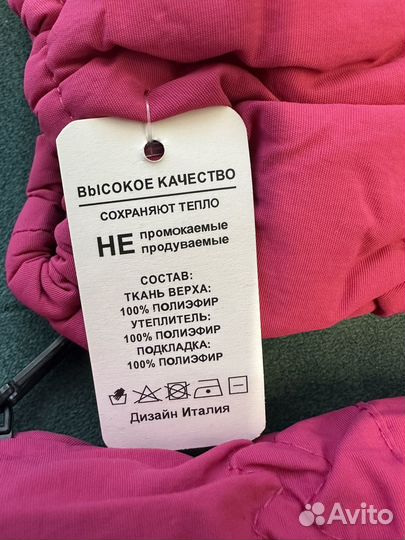 ВЫСОКОЕ КАЧЕСТВО
СОХРАНЯЮТ ТЕПЛО
НЕ промокаемые
продуваемые
СОСТАВ:
ТКАНЬ ВЕРХА:
100% ПОЛИЭФИР
УТЕПЛИТЕЛЬ:
100% ПОЛИЭФИР
ПОДКЛАДКА:
100% ПОЛИЭФИР
Дизайн Италия
Avito